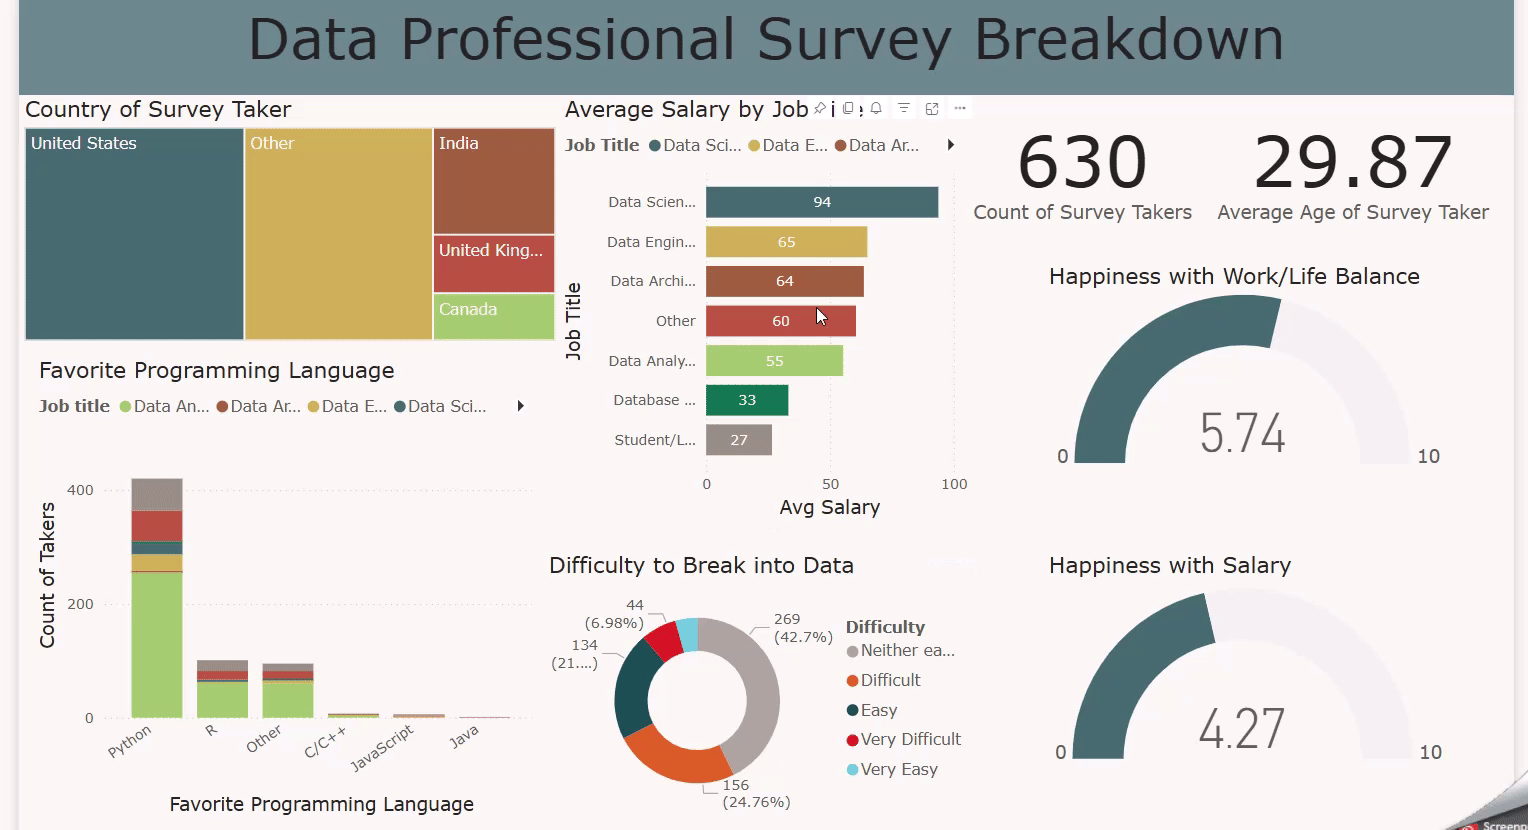 Data Professional Survey Breakdown
Country of Survey Taker
United States
Other
India
United King...
Canada
Average Salary by Job
Job Title
Data Sci...
Data E...
Data Ar...
Job Title
Data Scien...
94
Data Engin...
65
Data Archi...
64
Other
60
Data Analy...
55
Database ...
33
Student/L...
27
0
50
100
Avg Salary
630
Count of Survey Takers
29.87
Average Age of Survey Taker
Happiness with Work/Life Balance
0
5.74
10
Favorite Programming Language
Job title
Data An...
Data Ar...
Data E...
Data Sci...
Count of Takers
400
200
0
Python
R
Other
C/C++
JavaScript
Java
Favorite Programming Language
Difficulty to Break into Data
44
(6.98%)
134
(21....)
269
(42.7%)
156
(24.76%)
Difficulty
Neither ea...
Difficult
Easy
Very Difficult
Very Easy
Happiness with Salary
0
4.27
10